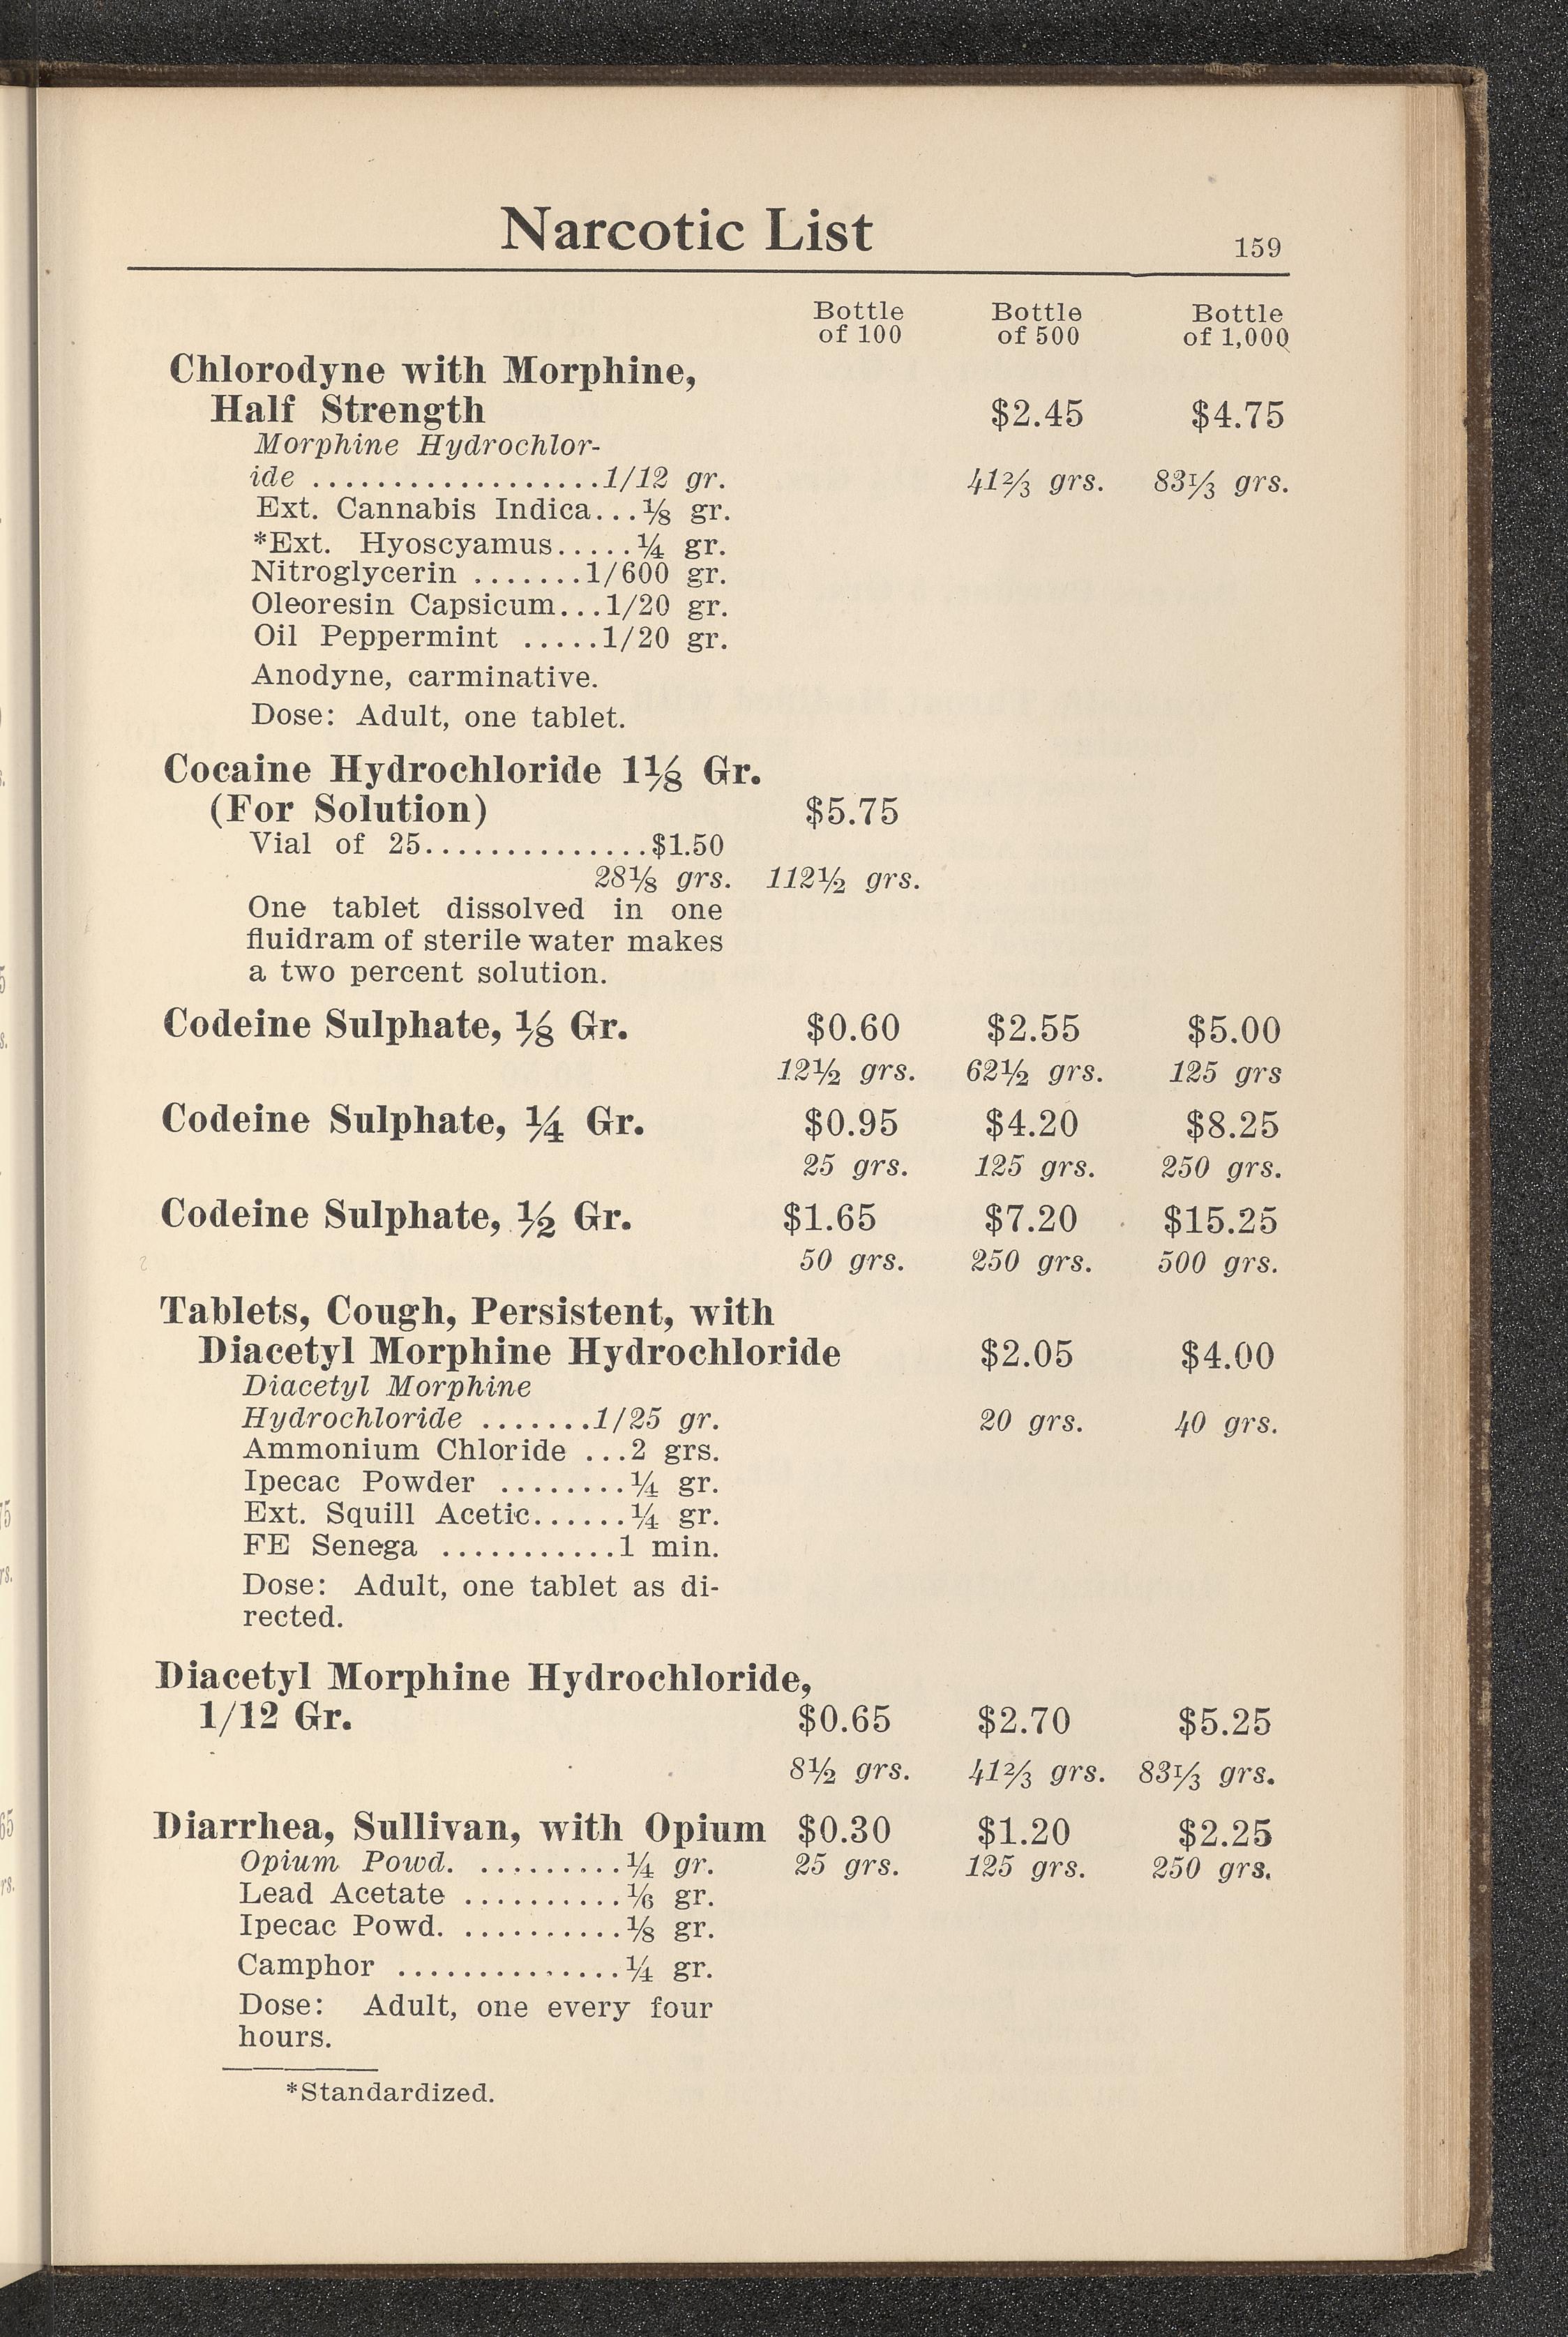 Narcotic List
159
Bottle of 100 Bottle of 500 Bottle of 1,000
Chlorodyne with Morphine,
Half Strength $2.45 $4.75
Morphine Hydrochlor-
ide ..................1/12 gr. 41⅔ grs. 83⅓ grs.
Ext. Cannabis Indica...⅛ gr.
*Ext. Hyoscyamus.....¼ gr.
Nitroglycerin .......1/600 gr.
Oleoresin Capsicum...1/20 gr.
Oil Peppermint .....1/20 gr.
Anodyne, carminative.
Dose: Adult, one tablet.
Cocaine Hydrochloride 1⅛ Gr.
(For Solution) $5.75
Vial of 25..............$1.50
28⅛ grs. 112½ grs.
One tablet dissolved in one
fluidram of sterile water makes
a two percent solution.
Codeine Sulphate, ⅛ Gr. $0.60 $2.55 $5.00
12½ grs. 62½ grs. 125 grs
Codeine Sulphate, ¼ Gr. $0.95 $4.20 $8.25
25 grs. 125 grs. 250 grs.
Codeine Sulphate, ½ Gr. $1.65 $7.20 $15.25
50 grs. 250 grs. 500 grs.
Tablets, Cough, Persistent, with
Diacetyl Morphine Hydrochloride $2.05 $4.00
Diacetyl Morphine
Hydrochloride .......1/25 gr. 20 grs. 40 grs.
Ammonium Chloride ...2 grs.
Ipecac Powder ........¼ gr.
Ext. Squill Acetic......¼ gr.
FE Senega ...........1 min.
Dose: Adult, one tablet as di-
rected.
Diacetyl Morphine Hydrochloride,
1/12 Gr. $0.65 $2.70 $5.25
8½ grs. 41⅔ grs. 83⅓ grs.
Diarrhea, Sullivan, with Opium $0.30 $1.20 $2.25
Opium Powd. .........¼ gr. 25 grs. 125 grs. 250 grs.
Lead Acetate ..........⅙ gr.
Ipecac Powd. ..........⅛ gr.
Camphor ..............¼ gr.
Dose: Adult, one every four
hours.
*Standardized.